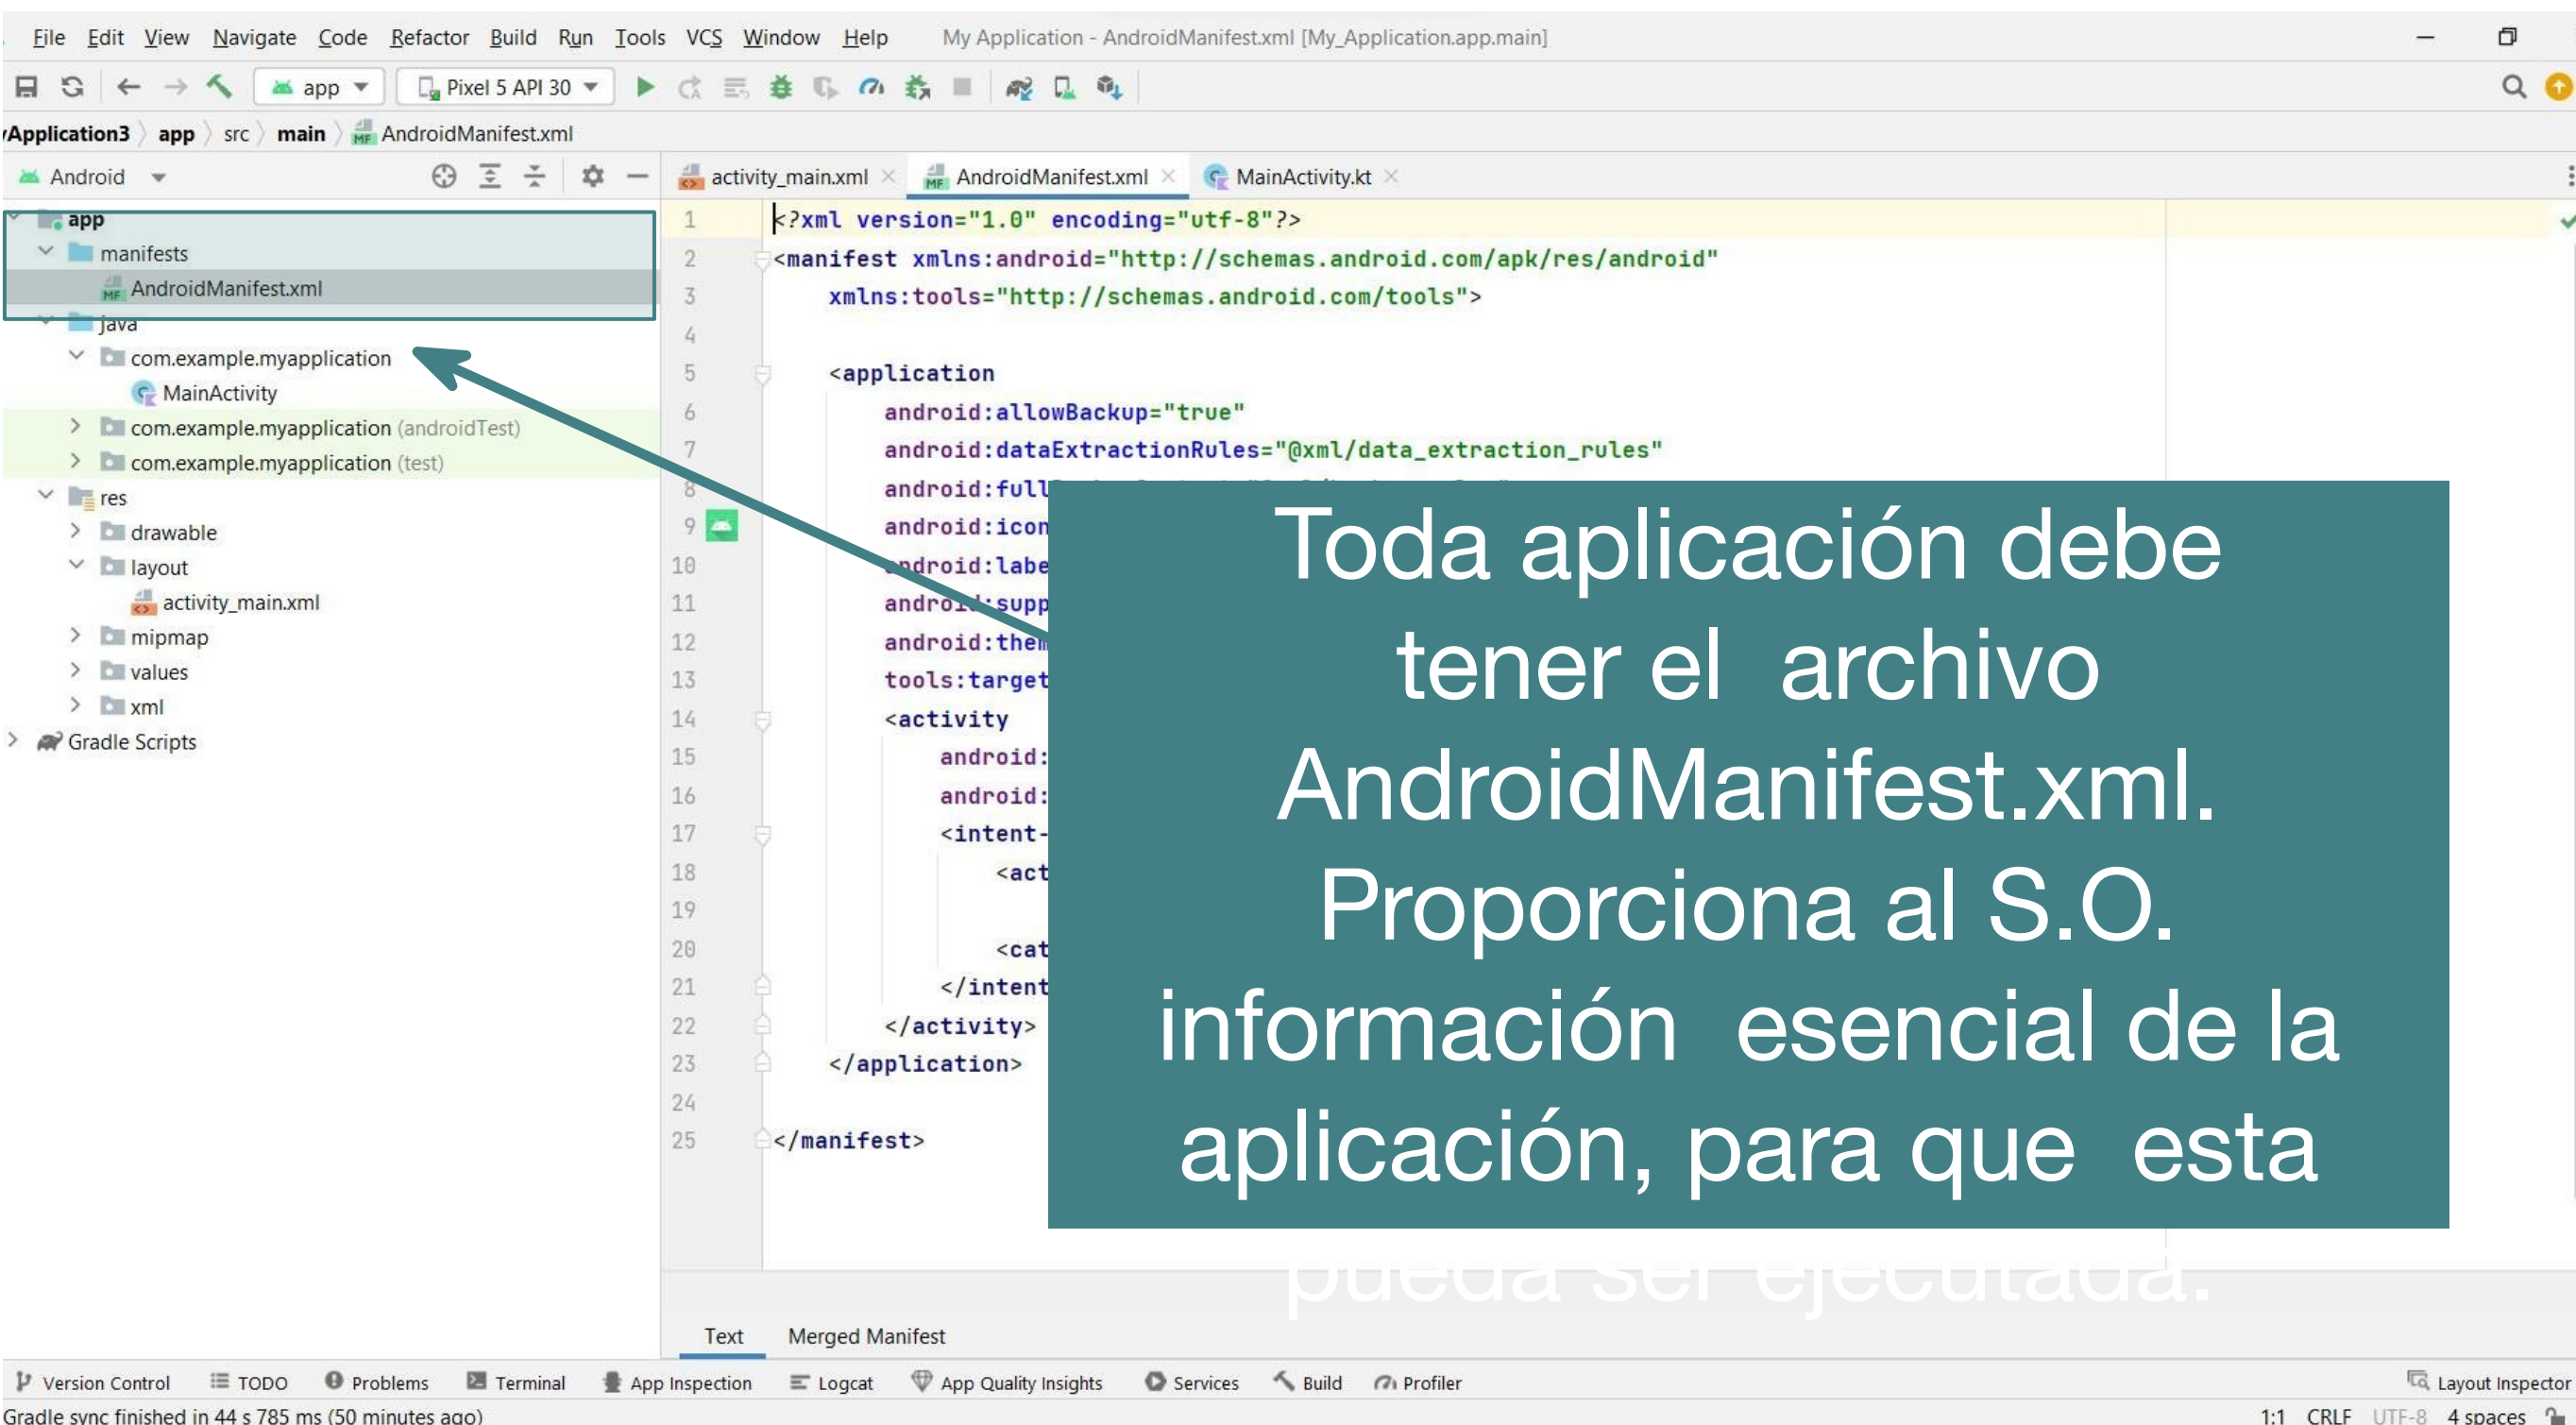 File Edit View Navigate Code Refactor Build Run Tools VCS Window Help My Application - AndroidManifest.xml [My_Application.app.main]
app Pixel 5 API 30
Application3 app src main AndroidManifest.xml
Android
activity_main.xml AndroidManifest.xml MainActivity.kt
app
manifests
AndroidManifest.xml
java
com.example.myapplication
MainActivity
com.example.myapplication (androidTest)
com.example.myapplication (test)
res
drawable
layout
activity_main.xml
mipmap
values
xml
Gradle Scripts
1 <?xml version="1.0" encoding="utf-8"?>
2 <manifest xmlns:android="http://schemas.android.com/apk/res/android"
3 xmlns:tools="http://schemas.android.com/tools">
4
5 <application
6 android:allowBackup="true"
7 android:dataExtractionRules="@xml/data_extraction_rules"
8 android:full
9 android:icon
10 android:labe
11 android:supp
12 android:them
13 tools:target
14 <activity
15 android:
16 android:
17 <intent-
18 <act
19
20 <cat
21 </intent
22 </activity>
23 </application>
24
25 </manifest>
Toda aplicación debe
tener el archivo
AndroidManifest.xml.
Proporciona al S.O.
información esencial de la
aplicación, para que esta
pueda ser ejecutada.
Text Merged Manifest
Version Control TODO Problems Terminal App Inspection Logcat App Quality Insights Services Build Profiler Layout Inspector
Gradle sync finished in 44 s 785 ms (50 minutes ago) 1:1 CRLF UTF-8 4 spaces